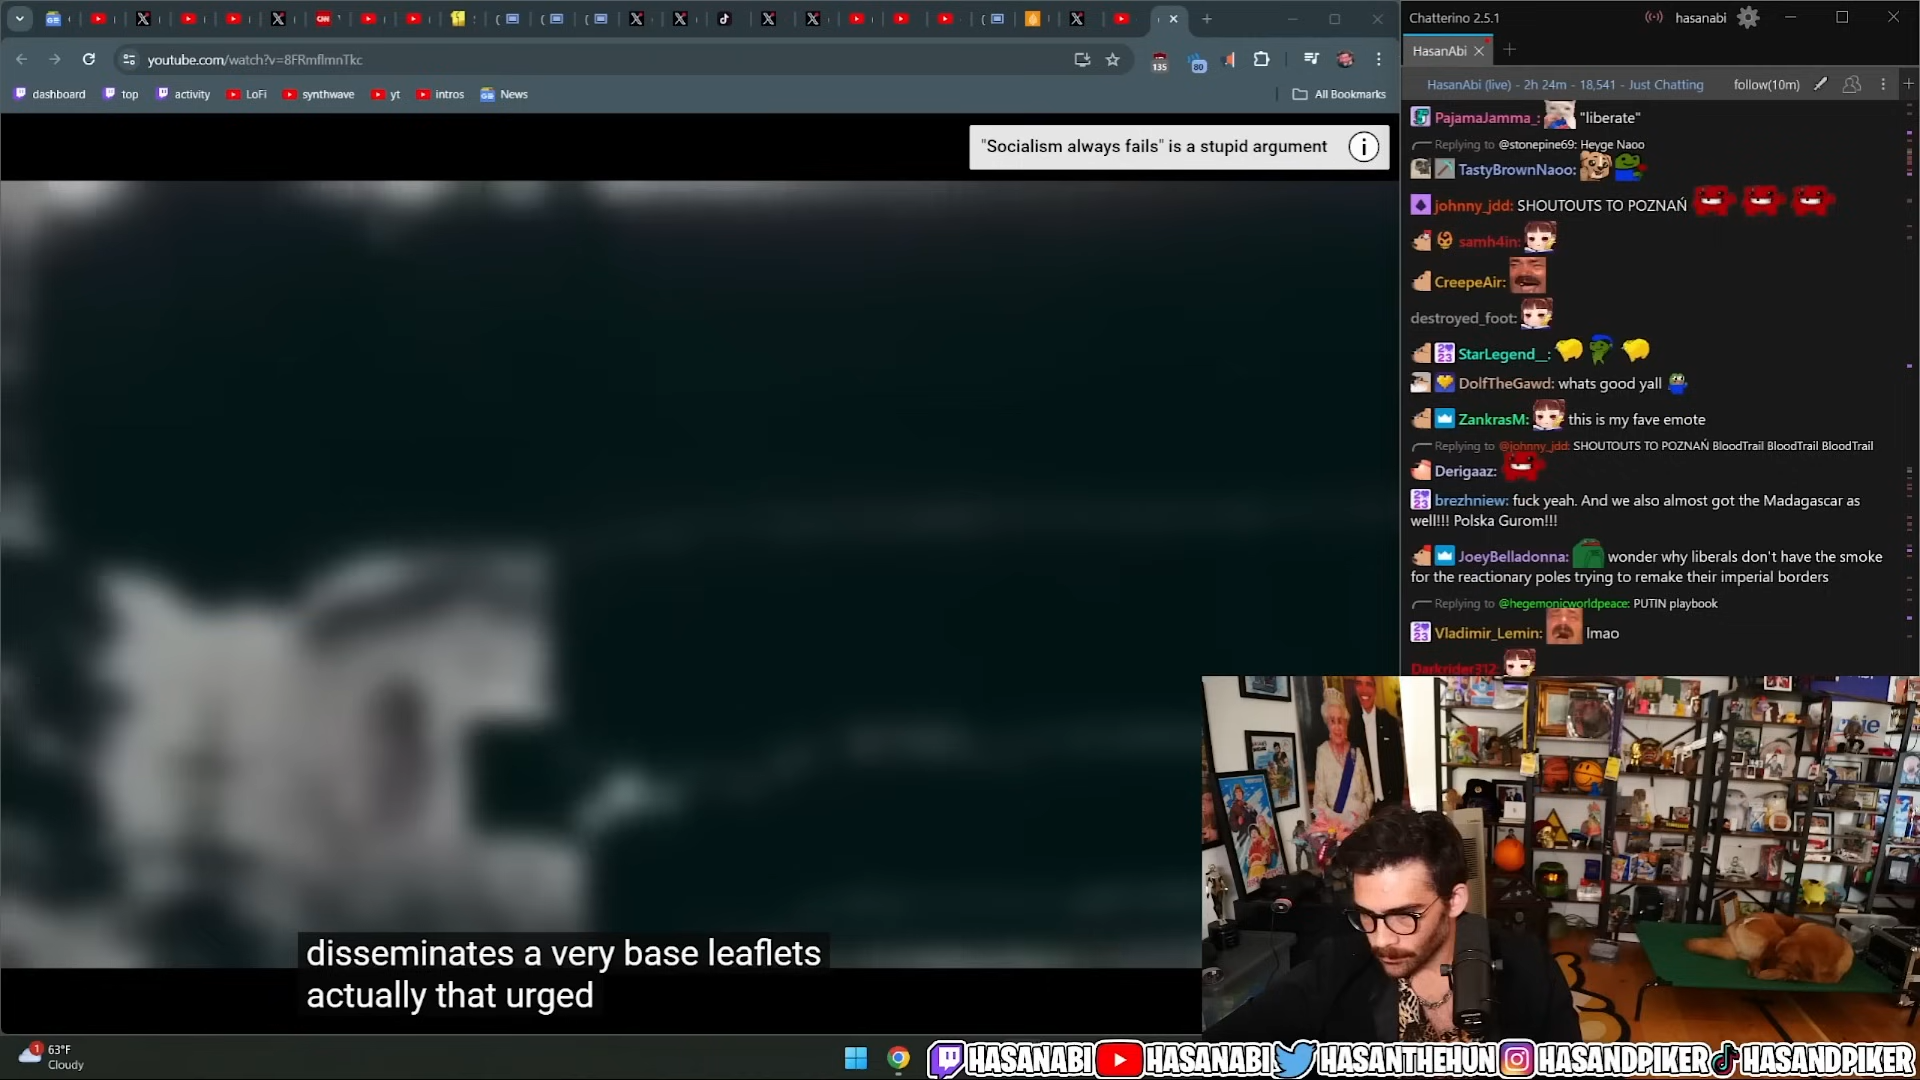 Chatterino 2.5.1
hasanabi
youtube.com/watch?v=8FRmflmnTkc
135
80
HasanAbi
dashboard
top
activity
LoFi
synthwave
yt
intros
News
All Bookmarks
HasanAbi (live) - 2h 24m - 18,541 - Just Chatting
follow(10m)
"Socialism always fails" is a stupid argument
PajamaJamma_: "liberate"
Replying to @stonepine69: Heyge Naoo
TastyBrownNaoo:
johnny_jdd: SHOUTOUTS TO POZNAŃ
samh4in:
CreepeAir:
destroyed_foot:
StarLegend__:
DolfTheGawd: whats good yall
ZankrasM: this is my fave emote
Replying to @johnny_jdd: SHOUTOUTS TO POZNAŃ BloodTrail BloodTrail BloodTrail
Derigaaz:
brezhniew: fuck yeah. And we also almost got the Madagascar as
well!!! Polska Gurom!!!
JoeyBelladonna: wonder why liberals don't have the smoke
for the reactionary poles trying to remake their imperial borders
Replying to @hegemonicworldpeace: PUTIN playbook
Vladimir_Lemin: lmao
Darkrider312:
disseminates a very base leaflets
actually that urged
1
63°F
Cloudy
HASANABI HASANABI HASANTHEHUN HASANDPIKER HASANDPIKER